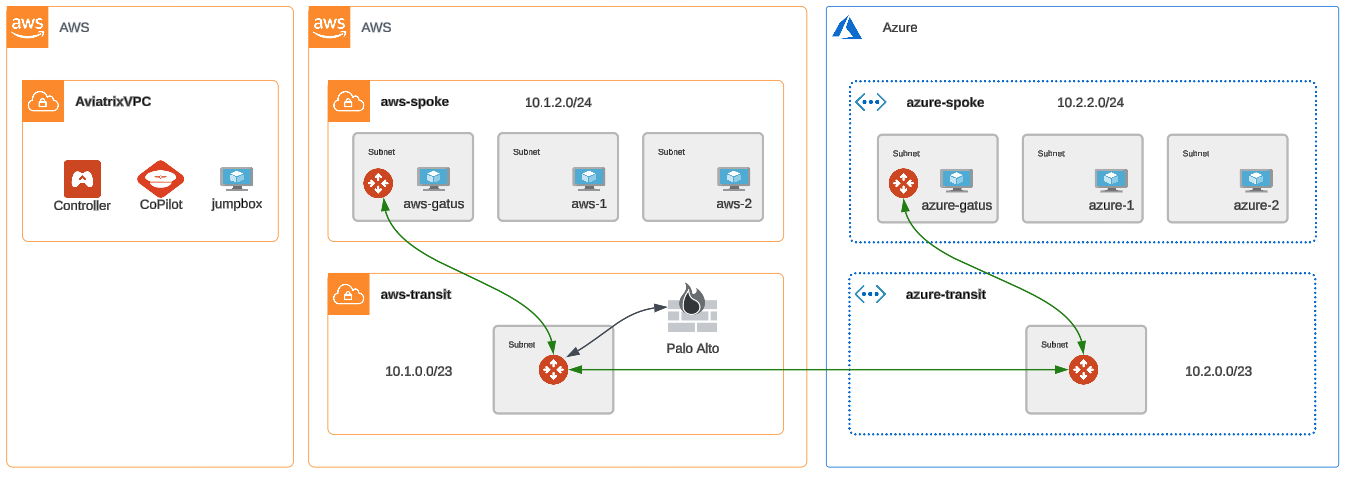 aws AWS
AviatrixVPC
Controller
CoPilot
jumpbox
aws AWS
aws-spoke 10.1.2.0/24
Subnet
aws-gatus
Subnet
aws-1
Subnet
aws-2
aws-transit
Palo Alto
Subnet
10.1.0.0/23
Azure
azure-spoke 10.2.2.0/24
Subnet
azure-gatus
Subnet
azure-1
Subnet
azure-2
azure-transit
Subnet
10.2.0.0/23